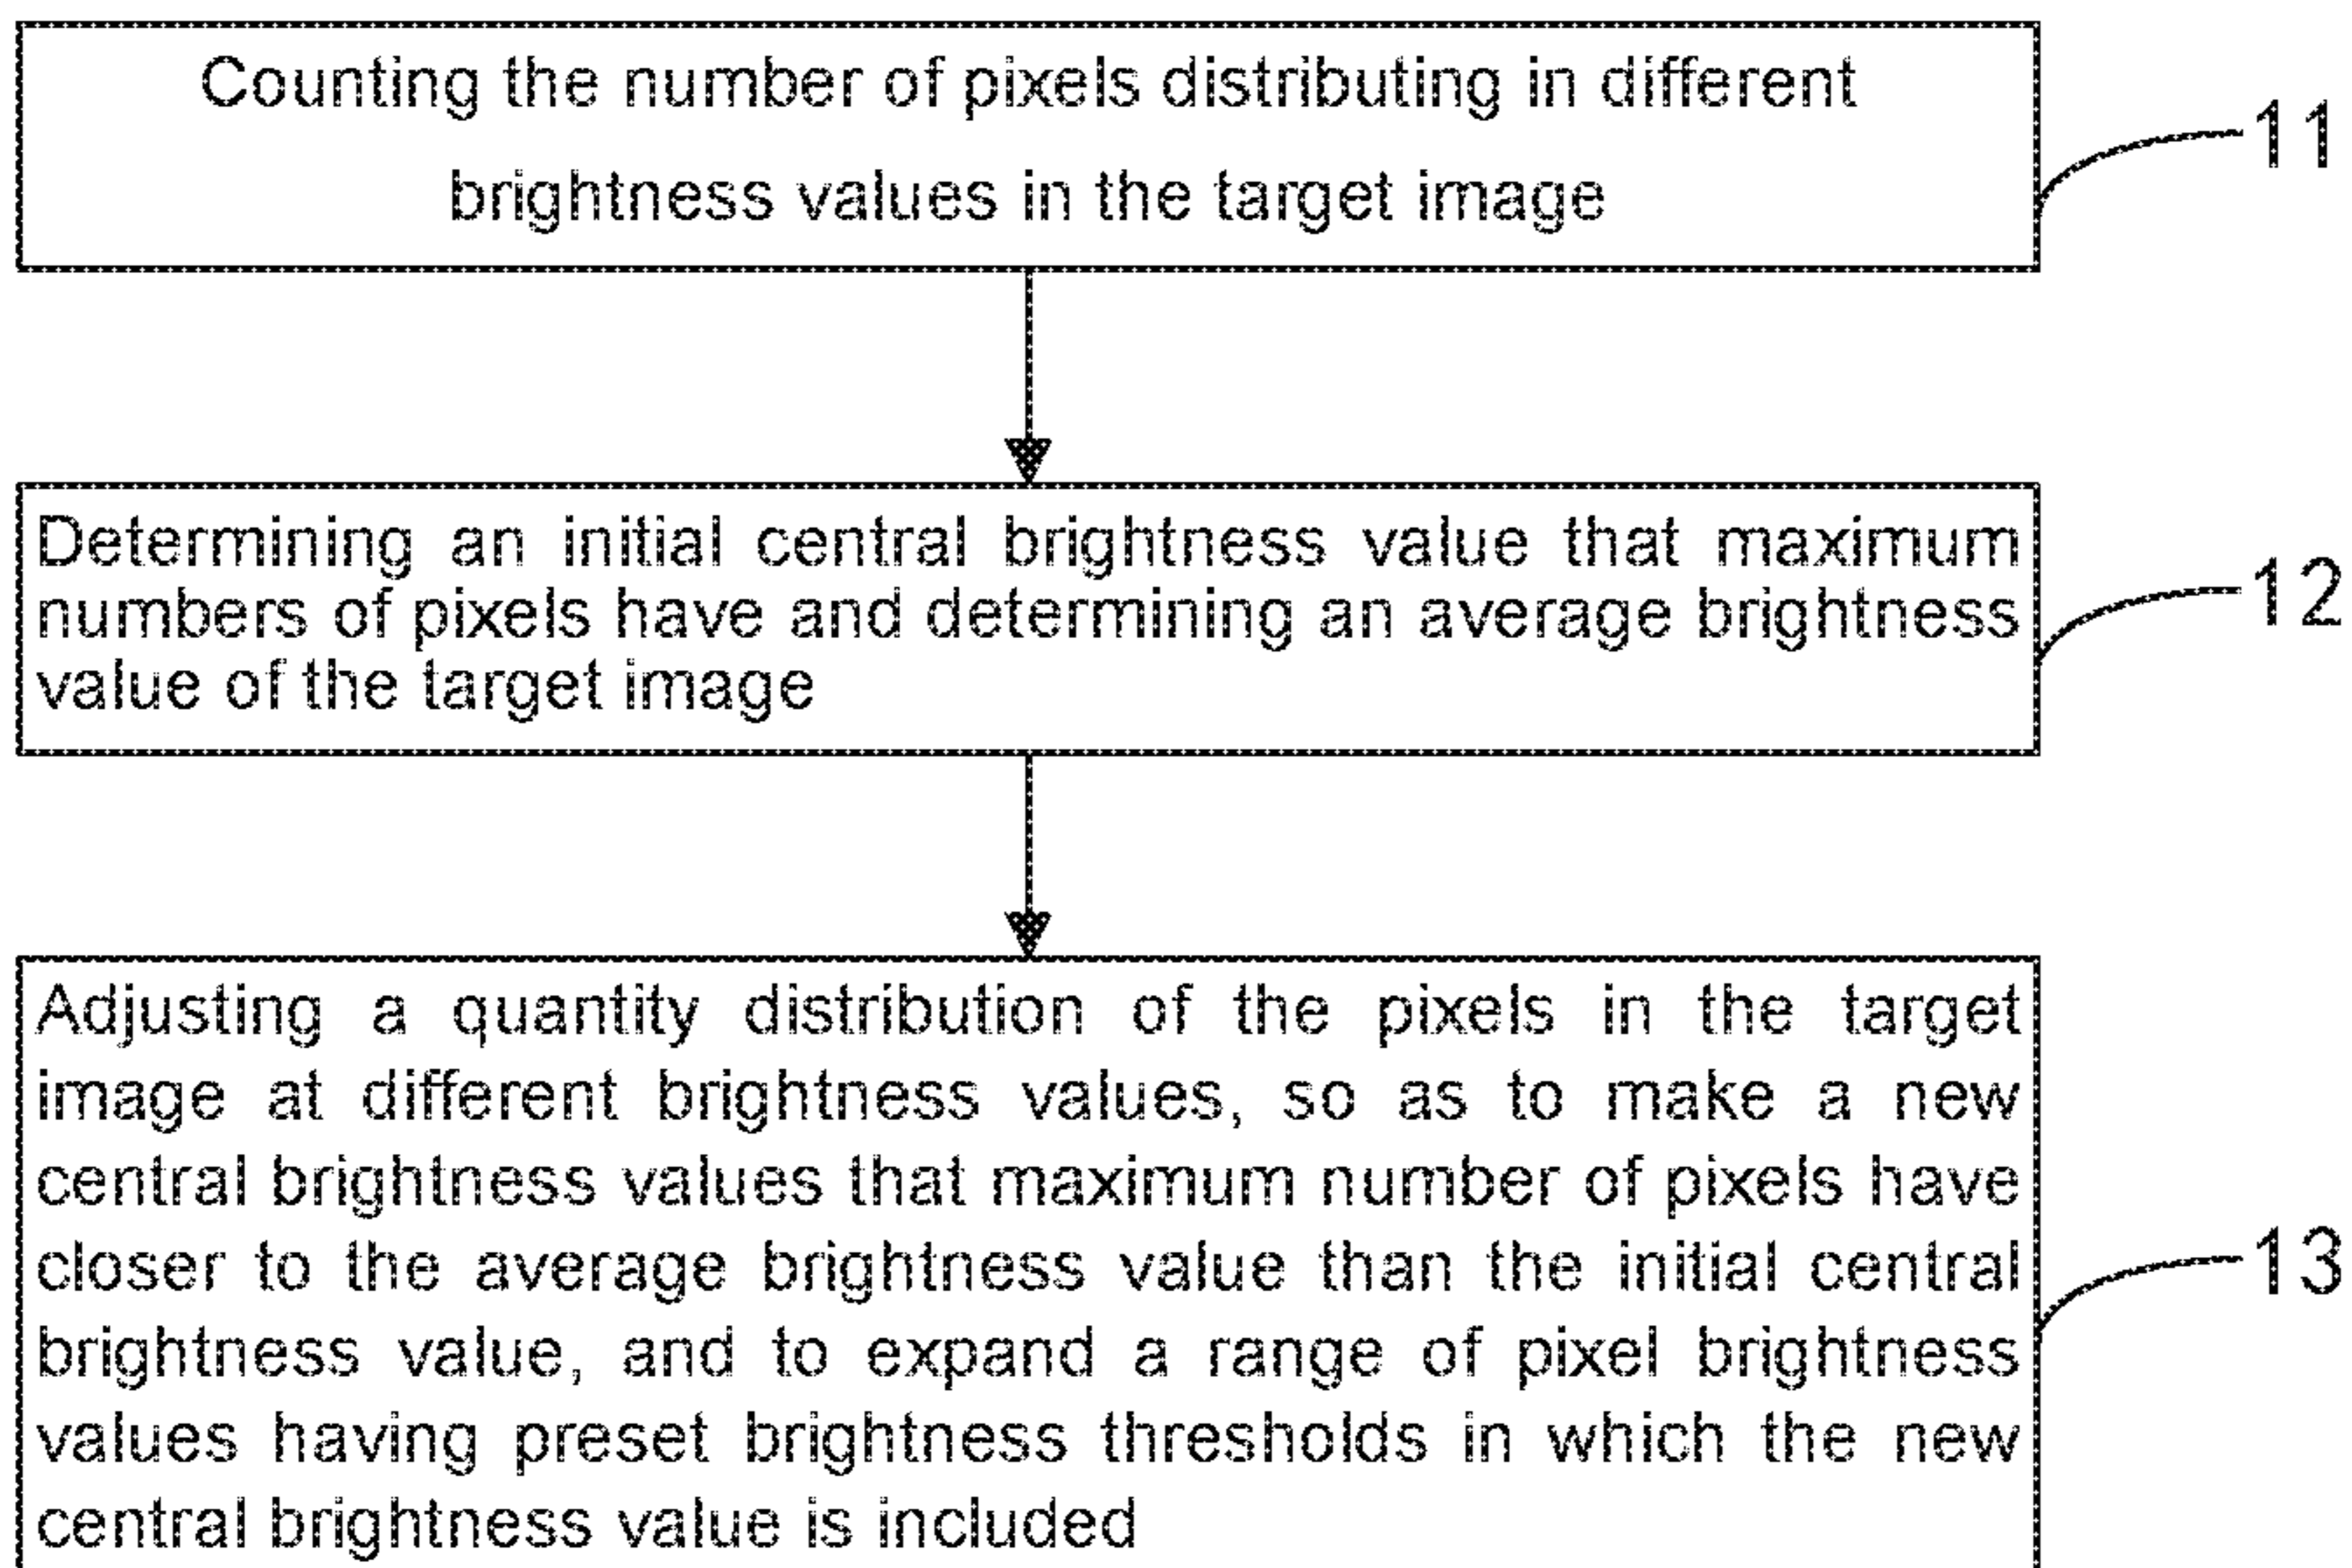 Counting the number of pixels distributing in different
brightness values in the target image
11
Determining an initial central brightness value that maximum
numbers of pixels have and determining an average brightness
value of the target image
12
Adjusting a quantity distribution of the pixels in the target
image at different brightness values, so as to make a new
central brightness values that maximum number of pixels have
closer to the average brightness value than the initial central
brightness value, and to expand a range of pixel brightness
values having preset brightness thresholds in which the new
central brightness value is included
13